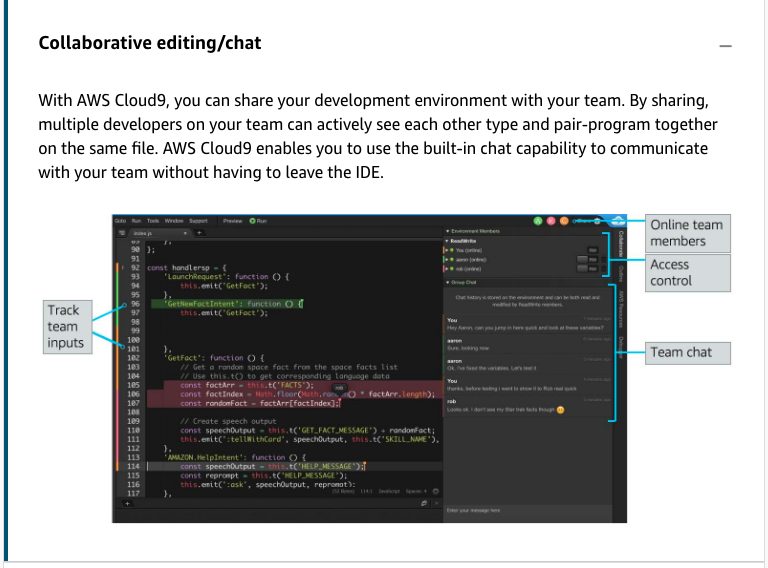 Collaborative editing/chat
With AWS Cloud9, you can share your development environment with your team. By sharing,
multiple developers on your team can actively see each other type and pair-program together
on the same file. AWS Cloud9 enables you to use the built-in chat capability to communicate
with your team without having to leave the IDE.
Goto Run Tools Window Support Preview Run
index.js
89 },
90 };
91
92 const handlersp = {
93 'LaunchRequest': function () {
94 this.emit('GetFact');
95 },
96 'GetNewFactIntent': function () {
97 this.emit('GetFact');
98
99
100
101 },
102 'GetFact': function () {
103 // Get a random space fact from the space facts list
104 // Use this.t() to get corresponding language data
105 const factArr = this.t('FACTS');
106 const factIndex = Math.floor(Math.random() * factArr.length);
107 const randomFact = factArr[factIndex];
108
109 // Create speech output
110 const speechOutput = this.t('GET_FACT_MESSAGE') + randomFact;
111 this.emit(':tellWithCard', speechOutput, this.t('SKILL_NAME'),
112 },
113 'AMAZON.HelpIntent': function () {
114 const speechOutput = this.t('HELP_MESSAGE');
115 const reprompt = this.t('HELP_MESSAGE');
116 this.emit(':ask', speechOutput, reprompt);
117 },
JavaScript Spaces: 4
Environment Members
ReadWrite
You (online)
aaron (online)
rob (online)
Group Chat
Chat history is stored on the environment and can be both read and
modified by ReadWrite members.
You
Hey Aaron, can you jump in here quick and look at these variables?
aaron
Sure, looking now
aaron
Ok, I've fixed the variables. Let's test it
You
thanks, before testing I want to show it to Rob real quick
rob
Looks ok. I don't see my Star trek facts though
Enter your message here
Collaborate
Outline
AWS Resources
Debugger
Track
team
inputs
Online team
members
Access
control
Team chat